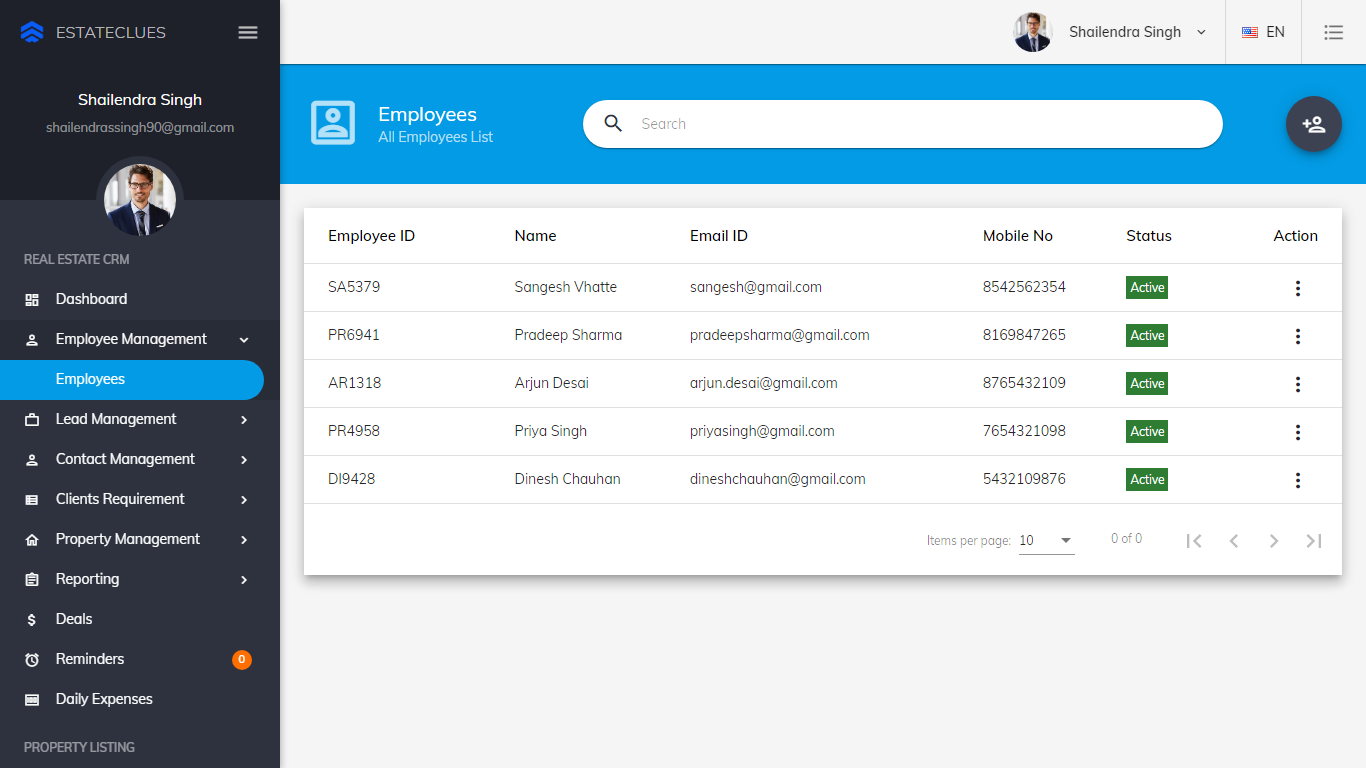 ESTATECLUES
Shailendra Singh
shailendrassingh90@gmail.com
REAL ESTATE CRM
Dashboard
Employee Management
Employees
Lead Management
Contact Management
Clients Requirement
Property Management
Reporting
Deals
Reminders 0
Daily Expenses
PROPERTY LISTING
Shailendra Singh EN
Employees
All Employees List
Search
Employee ID Name Email ID Mobile No Status Action
SA5379 Sangesh Vhatte sangesh@gmail.com 8542562354 Active
PR6941 Pradeep Sharma pradeepsharma@gmail.com 8169847265 Active
AR1318 Arjun Desai arjun.desai@gmail.com 8765432109 Active
PR4958 Priya Singh priyasingh@gmail.com 7654321098 Active
DI9428 Dinesh Chauhan dineshchauhan@gmail.com 5432109876 Active
Items per page: 10 0 of 0